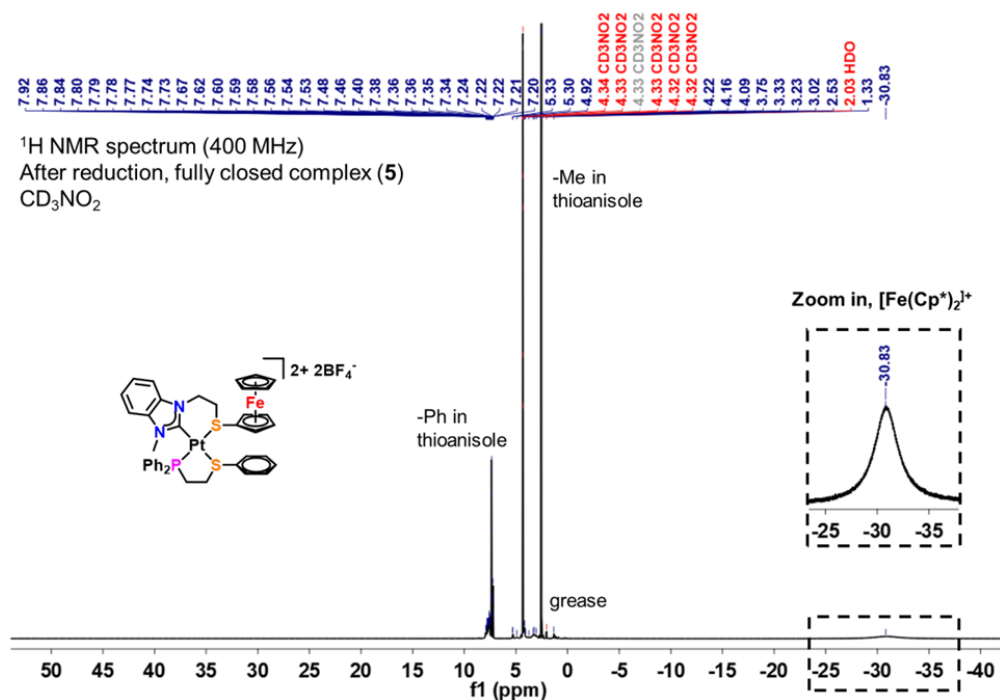 7.92 7.86 7.84 7.80 7.79 7.78 7.77 7.74 7.73 7.67 7.62 7.60 7.59 7.58 7.56 7.54 7.53 7.48 7.46 7.40 7.38 7.36 7.36 7.35 7.34 7.24 7.22 7.22 7.21 7.20 5.33 5.30 4.92 4.34 CD3NO2 4.33 CD3NO2 4.33 CD3NO2 4.33 CD3NO2 4.32 CD3NO2 4.32 CD3NO2 4.22 4.16 4.09 3.75 3.33 3.23 3.02 2.53 2.03 HDO 1.33 -30.83
¹H NMR spectrum (400 MHz)
After reduction, fully closed complex (5)
CD₃NO₂
-Me in
thioanisole
Zoom in, [Fe(Cp*)₂]⁺
-30.83
-25 -30 -35
2+ 2BF₄⁻
Fe
N
S
N
Pt
Ph₂P
S
-Ph in
thioanisole
grease
50 45 40 35 30 25 20 15 10 5 0 -5 -10 -15 -20 -25 -30 -35 -40
f1 (ppm)